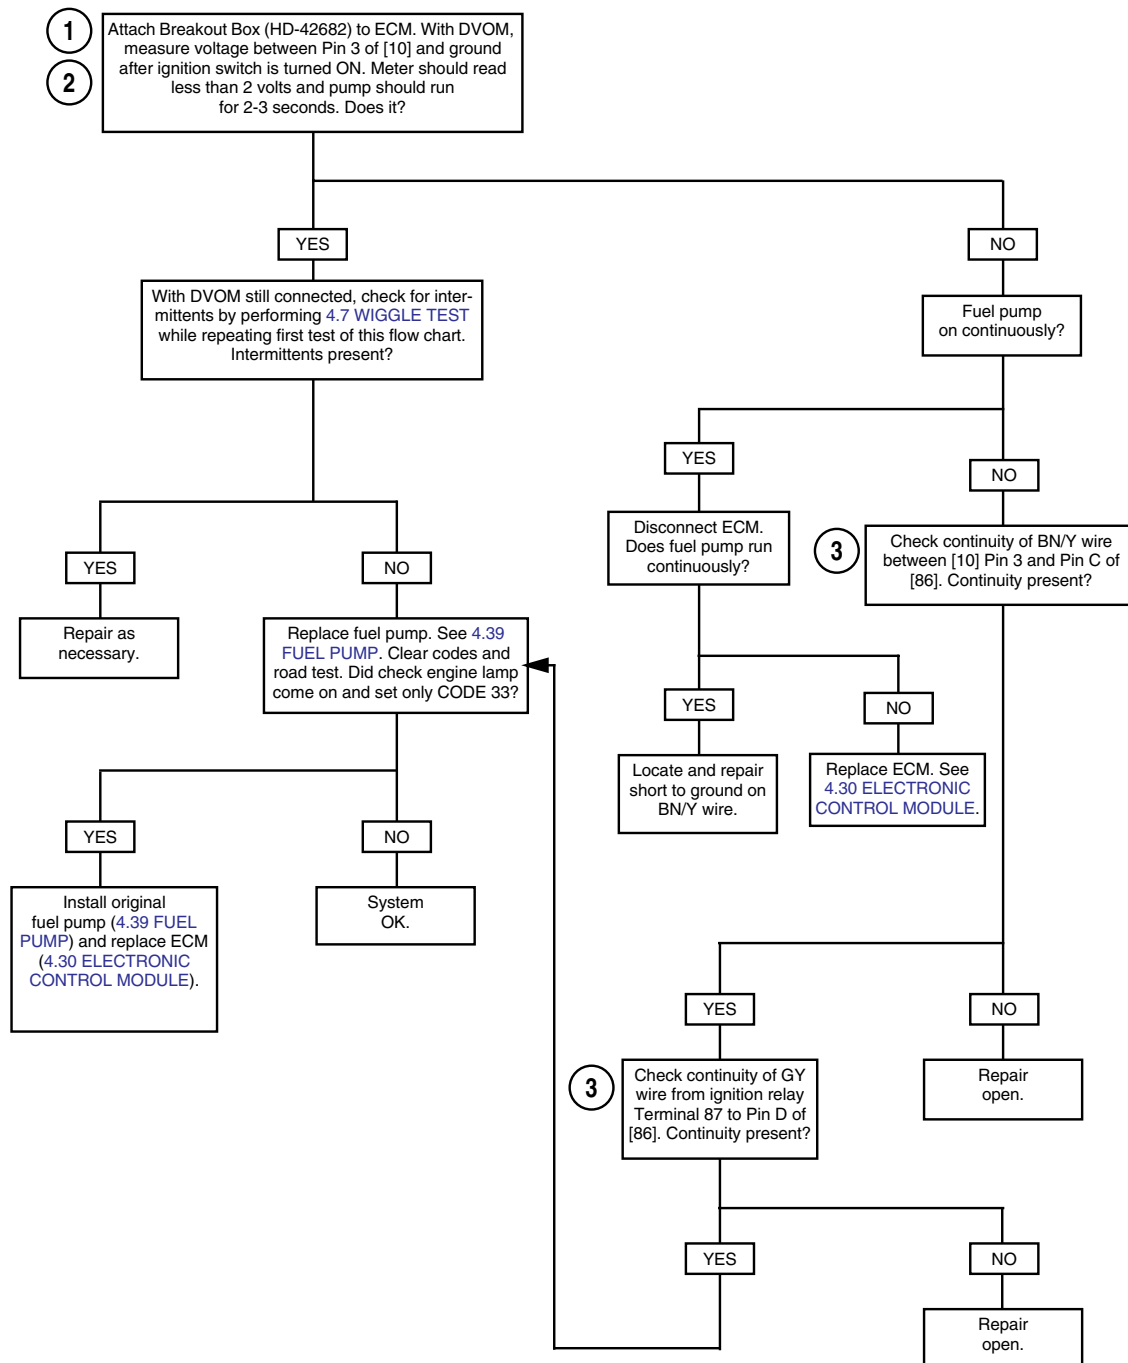 1
2
Attach Breakout Box (HD-42682) to ECM. With DVOM,
measure voltage between Pin 3 of [10] and ground
after ignition switch is turned ON. Meter should read
less than 2 volts and pump should run
for 2-3 seconds. Does it?
YES
NO
With DVOM still connected, check for inter-
mittents by performing 4.7 WIGGLE TEST
while repeating first test of this flow chart.
Intermittents present?
Fuel pump
on continuously?
YES
NO
Disconnect ECM.
Does fuel pump run
continuously?
3
Check continuity of BN/Y wire
between [10] Pin 3 and Pin C of
[86]. Continuity present?
YES
NO
Repair as
necessary.
Replace fuel pump. See 4.39
FUEL PUMP. Clear codes and
road test. Did check engine lamp
come on and set only CODE 33?
YES
NO
Locate and repair
short to ground on
BN/Y wire.
Replace ECM. See
4.30 ELECTRONIC
CONTROL MODULE.
YES
NO
Install original
fuel pump (4.39 FUEL
PUMP) and replace ECM
(4.30 ELECTRONIC
CONTROL MODULE).
System
OK.
YES
NO
3
Check continuity of GY
wire from ignition relay
Terminal 87 to Pin D of
[86]. Continuity present?
Repair
open.
YES
NO
Repair
open.